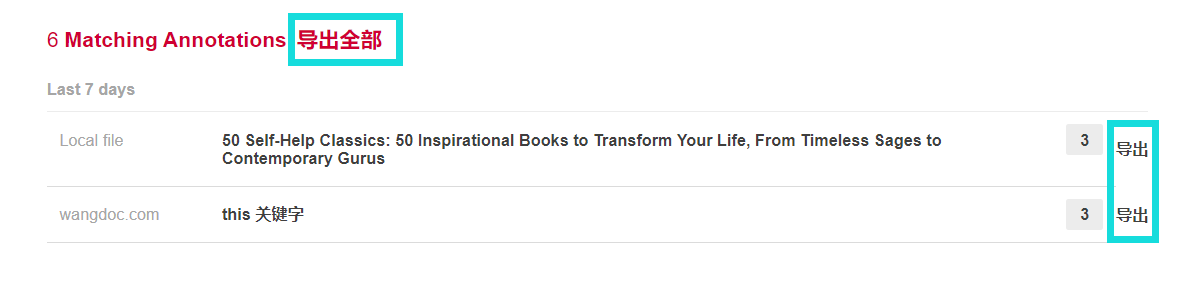 6 Matching Annotations 导出全部
Last 7 days
Local file
50 Self-Help Classics: 50 Inspirational Books to Transform Your Life, From Timeless Sages to
Contemporary Gurus
3
导出
wangdoc.com
this 关键字
3
导出